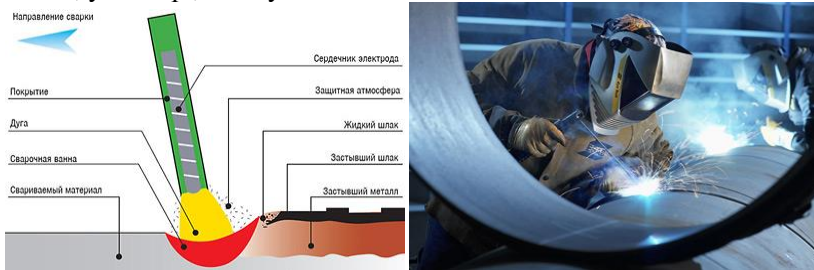 Направление сварки
Сердечник электрода
Покрытие
Защитная атмосфера
Дуга
Жидкий шлак
Сварочная ванна
Застывший шлак
Свариваемый материал
Застывший металл